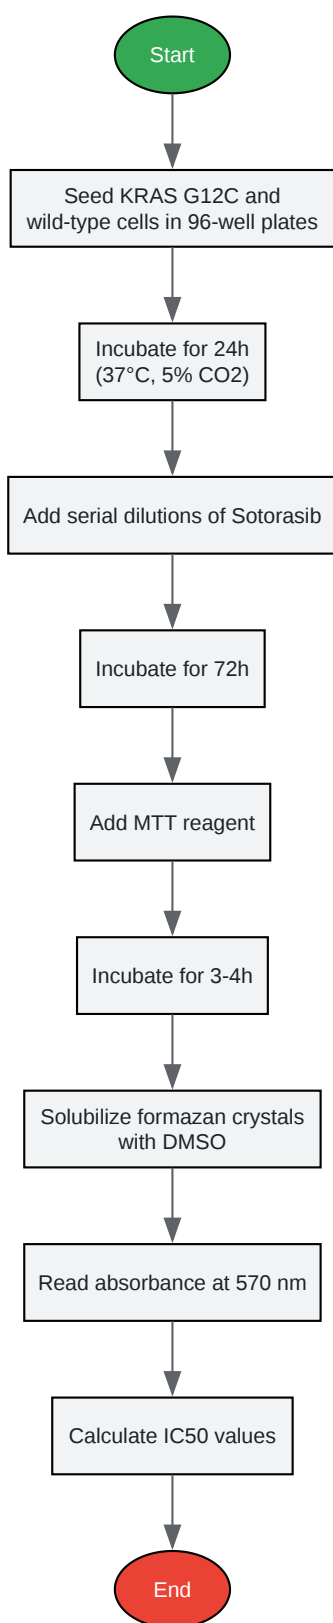 Start
Seed KRAS G12C and
wild-type cells in 96-well plates
Incubate for 24h
(37°C, 5% CO2)
Add serial dilutions of Sotorasib
Incubate for 72h
Add MTT reagent
Incubate for 3-4h
Solubilize formazan crystals
with DMSO
Read absorbance at 570 nm
Calculate IC50 values
End